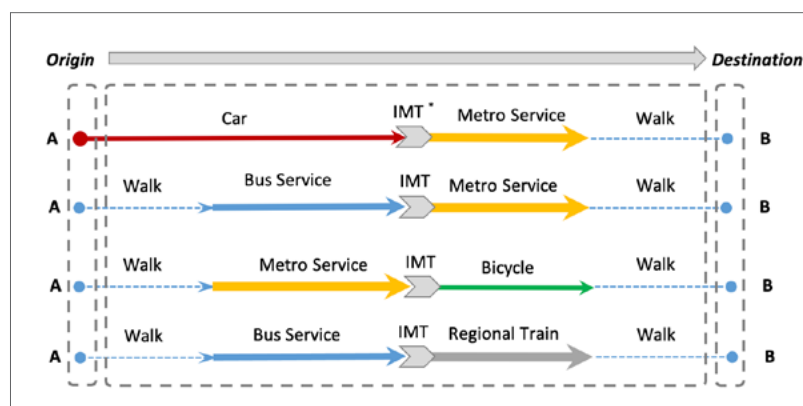 Origin Destination
IMT *
A Car Metro Service Walk B
A Walk Bus Service IMT Metro Service Walk B
A Walk Metro Service IMT Bicycle Walk B
A Walk Bus Service IMT Regional Train Walk B